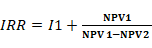 IRR = I1 + NPV1 / NPV1−NPV2